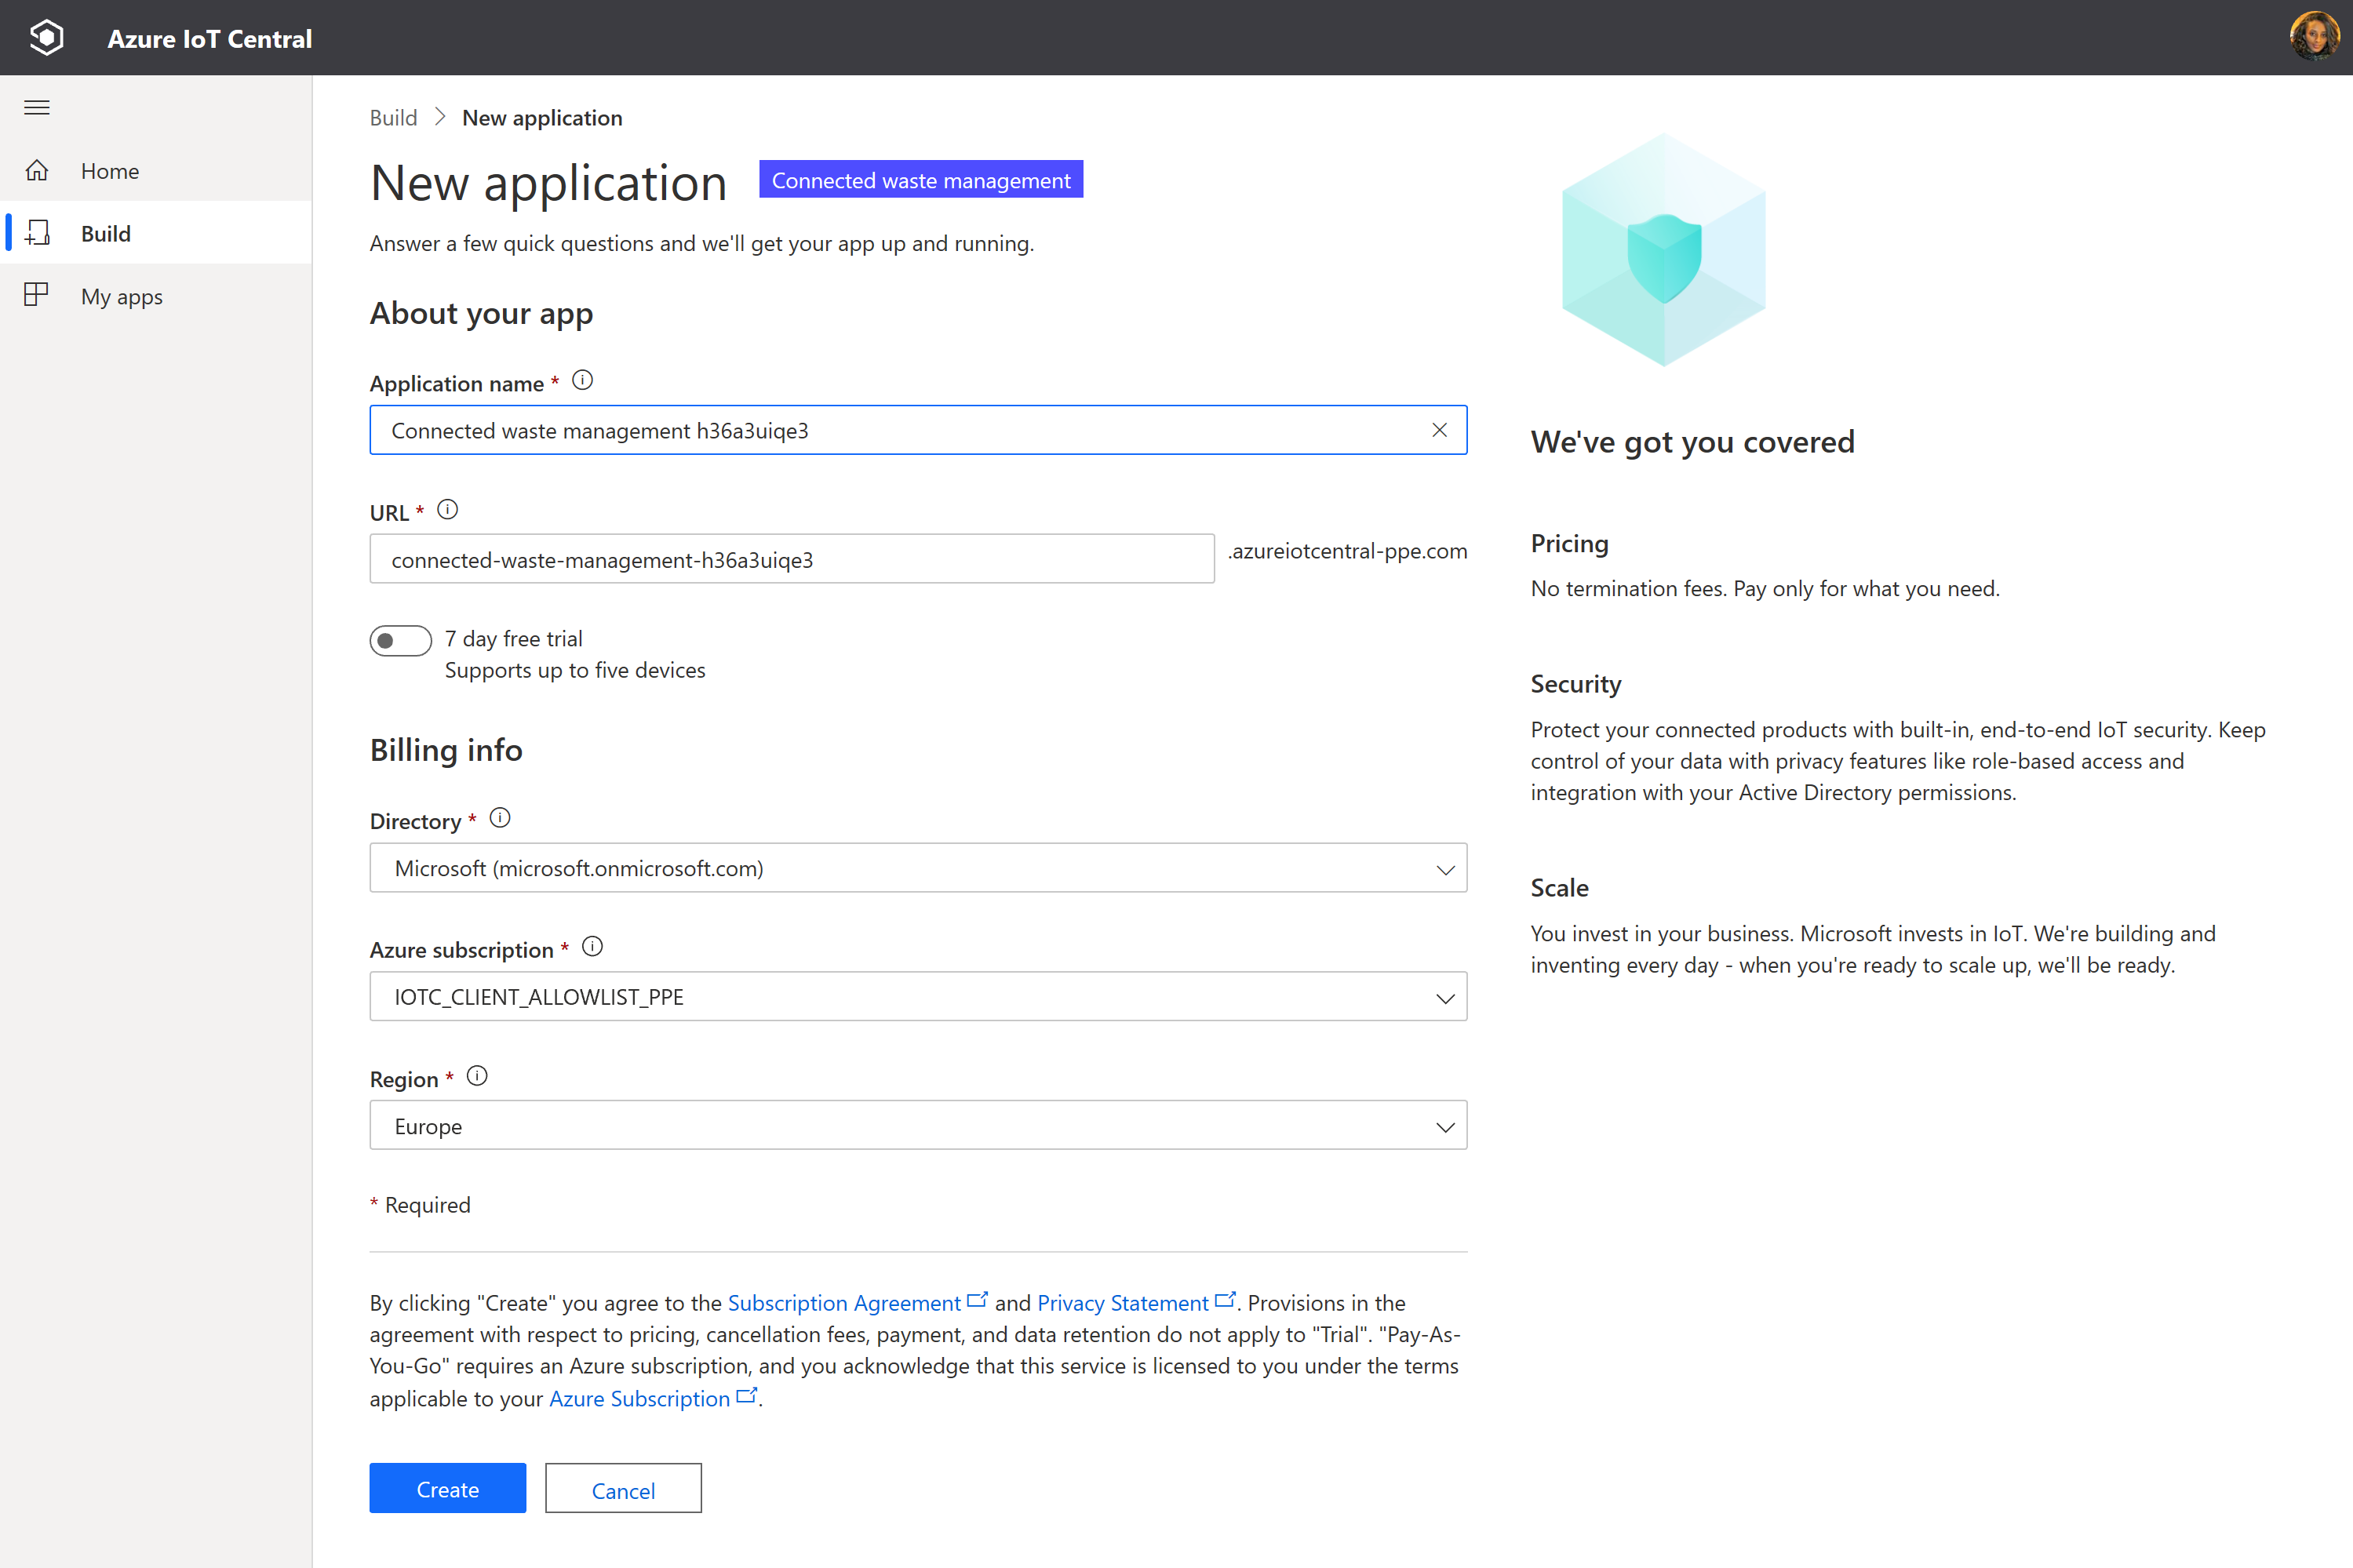 Azure IoT Central
Home
Build
My apps
Build > New application
New application
Connected waste management
Answer a few quick questions and we'll get your app up and running.
About your app
Application name *
Connected waste management h36a3uiqe3
URL *
connected-waste-management-h36a3uiqe3
.azureiotcentral-ppe.com
7 day free trial
Supports up to five devices
Billing info
Directory *
Microsoft (microsoft.onmicrosoft.com)
Azure subscription *
IOTC_CLIENT_ALLOWLIST_PPE
Region *
Europe
* Required
By clicking "Create" you agree to the Subscription Agreement and Privacy Statement. Provisions in the
agreement with respect to pricing, cancellation fees, payment, and data retention do not apply to "Trial". "Pay-As-
You-Go" requires an Azure subscription, and you acknowledge that this service is licensed to you under the terms
applicable to your Azure Subscription.
Create
Cancel
We've got you covered
Pricing
No termination fees. Pay only for what you need.
Security
Protect your connected products with built-in, end-to-end IoT security. Keep
control of your data with privacy features like role-based access and
integration with your Active Directory permissions.
Scale
You invest in your business. Microsoft invests in IoT. We're building and
inventing every day - when you're ready to scale up, we'll be ready.